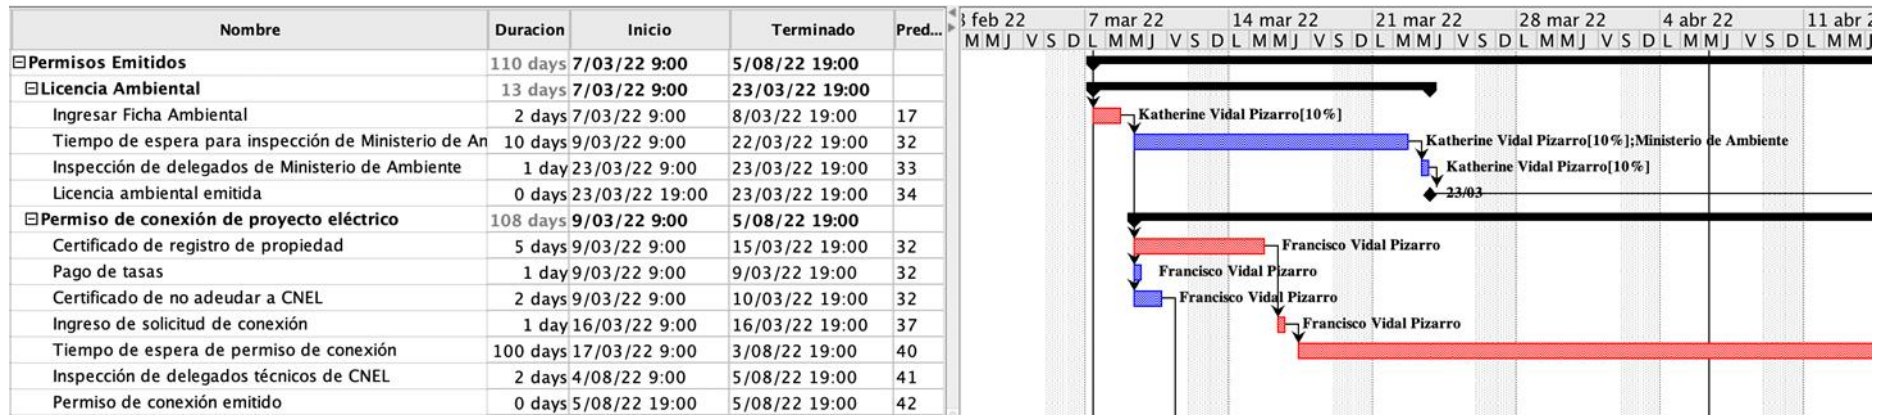 Nombre Duracion Inicio Terminado Pred...
Permisos Emitidos 110 days 7/03/22 9:00 5/08/22 19:00
Licencia Ambiental 13 days 7/03/22 9:00 23/03/22 19:00
Ingresar Ficha Ambiental 2 days 7/03/22 9:00 8/03/22 19:00 17
Tiempo de espera para inspección de Ministerio de Am 10 days 9/03/22 9:00 22/03/22 19:00 32
Inspección de delegados de Ministerio de Ambiente 1 day 23/03/22 9:00 23/03/22 19:00 33
Licencia ambiental emitida 0 days 23/03/22 19:00 23/03/22 19:00 34
Permiso de conexión de proyecto eléctrico 108 days 9/03/22 9:00 5/08/22 19:00
Certificado de registro de propiedad 5 days 9/03/22 9:00 15/03/22 19:00 32
Pago de tasas 1 day 9/03/22 9:00 9/03/22 19:00 32
Certificado de no adeudar a CNEL 2 days 9/03/22 9:00 10/03/22 19:00 32
Ingreso de solicitud de conexión 1 day 16/03/22 9:00 16/03/22 19:00 37
Tiempo de espera de permiso de conexión 100 days 17/03/22 9:00 3/08/22 19:00 40
Inspección de delegados técnicos de CNEL 2 days 4/08/22 9:00 5/08/22 19:00 41
Permiso de conexión emitido 0 days 5/08/22 19:00 5/08/22 19:00 42
feb 22 7 mar 22 14 mar 22 21 mar 22 28 mar 22 4 abr 22 11 abr
M M J V S D L M M J V S D L M M J V S D L M M J V S D L M M J V S D L M M J V S D L M M J
Katherine Vidal Pizarro[10%]
Katherine Vidal Pizarro[10%];Ministerio de Ambiente
Katherine Vidal Pizarro[10%]
23/03
Francisco Vidal Pizarro
Francisco Vidal Pizarro
Francisco Vidal Pizarro
Francisco Vidal Pizarro